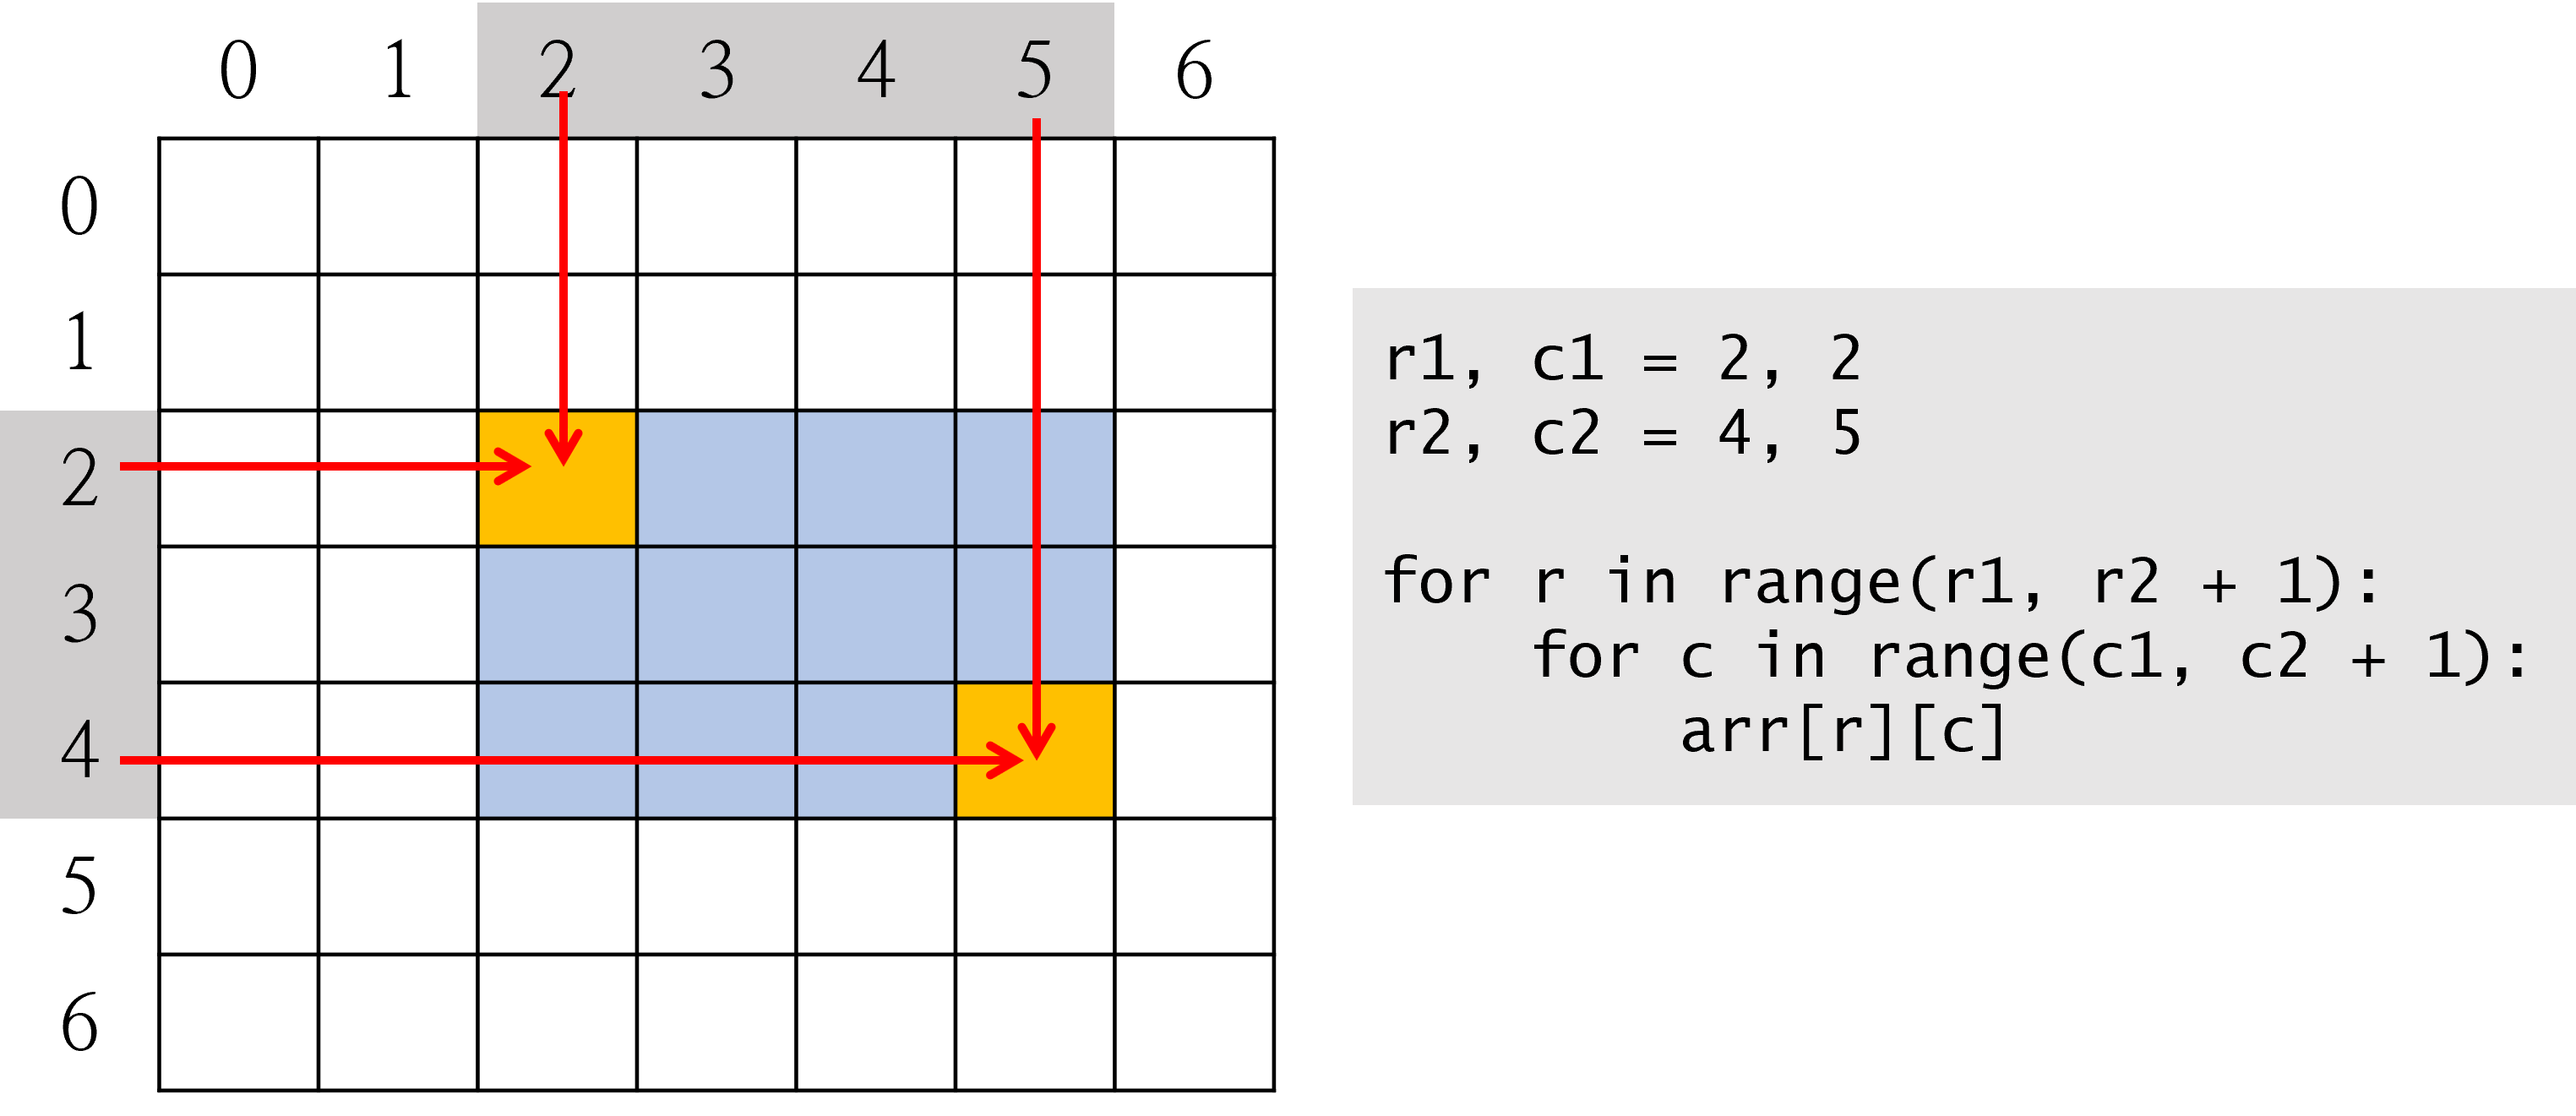 0 1 2 3 4 5 6
0
1
2
3
4
5
6
r1, c1 = 2, 2
r2, c2 = 4, 5
for r in range(r1, r2 + 1):
    for c in range(c1, c2 + 1):
        arr[r][c]